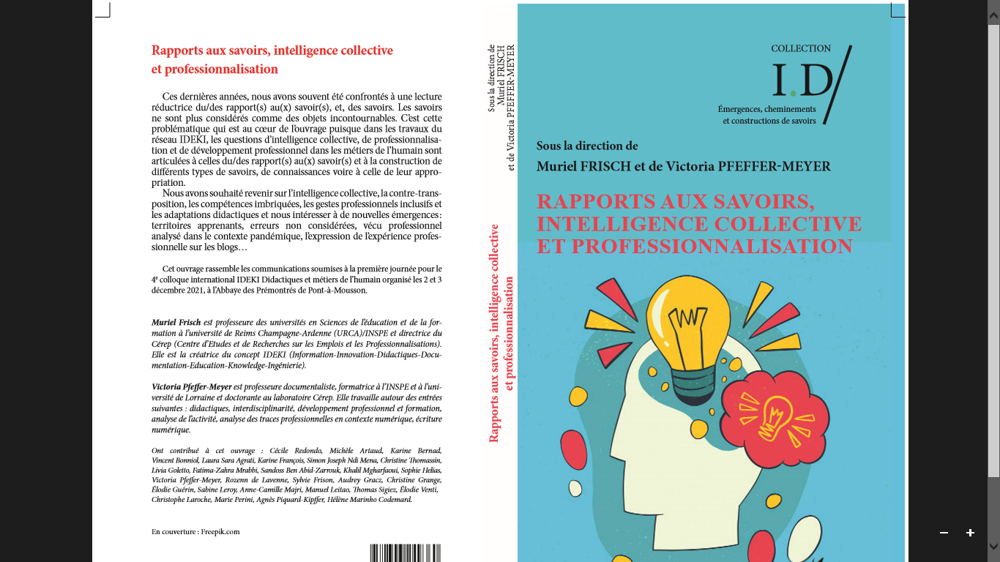 Rapports aux savoirs, intelligence collective
et professionnalisation
Ces dernières années, nous avons souvent été confrontés à une lecture
réductrice du/des rapport(s) au(x) savoir(s), et, des savoirs. Les savoirs
ne sont plus considérés comme des objets incontournables. C'est cette
problématique qui est au cœur de l'ouvrage puisque dans les travaux du
réseau IDEKI, les questions d'intelligence collective, de professionnalisa-
tion et de développement professionnel dans les métiers de l'humain sont
articulées à celles du/des rapport(s) au(x) savoir(s) et à la construction de
différents types de savoirs, de connaissances voire à celle de leur appro-
priation.
Nous avons souhaité revenir sur l'intelligence collective, la contre-trans-
position, les compétences imbriquées, les gestes professionnels inclusifs et
les adaptations didactiques et nous intéresser à de nouvelles émergences :
territoires apprenants, erreurs non considérées, vécu professionnel
analysé dans le contexte pandémique, l'expression de l'expérience profes-
sionnelle sur les blogs…
Cet ouvrage rassemble les communications soumises à la première journée pour le
4e colloque international IDEKI Didactiques et métiers de l'humain organisé les 2 et 3
décembre 2021, à l'Abbaye des Prémontrés de Pont-à-Mousson.
Muriel Frisch est professeure des universités en Sciences de l'éducation et de la for-
mation à l'université de Reims Champagne-Ardenne (URCA)/INSPE et directrice du
Cérep (Centre d'Etudes et de Recherches sur les Emplois et les Professionnalisations).
Elle est la créatrice du concept IDEKI (Information-Innovation-Didactiques-Docu-
mentation-Education-Knowledge-Ingénierie).
Victoria Pfeffer-Meyer est professeure documentaliste, formatrice à l'INSPE et à l'uni-
versité de Lorraine et doctorante au laboratoire Cérep. Elle travaille autour des entrées
suivantes : didactiques, interdisciplinarité, développement professionnel et formation,
analyse de l'activité, analyse des traces professionnelles en contexte numérique, écriture
numérique.
Ont contribué à cet ouvrage : Cécile Redondo, Michèle Artaud, Karine Bernad,
Vincent Bonniol, Laura Sara Agrati, Karine François, Simon Joseph Ndi Mena, Christine Thomassin,
Livia Goletto, Fatima-Zahra Mrabbi, Sandoss Ben Abid-Zarrouk, Khalil Mgharfaoui, Sophie Helias,
Victoria Pfeffer-Meyer, Rozenn de Lavenne, Sylvie Frison, Audrey Gracz, Christine Grange,
Élodie Guérin, Sabine Leroy, Anne-Camille Majri, Manuel Leitao, Thomas Sigiez, Élodie Venti,
Christophe Laroche, Marie Perini, Agnès Piquard-Kipffer, Hélène Marinho Codemard.
En couverture : Freepik.com
Sous la direction de
Muriel FRISCH
et de Victoria PFEFFER-MEYER
Rapports aux savoirs, intelligence collective
et professionnalisation
COLLECTION
I.D/
Émergences, cheminements
et constructions de savoirs
Sous la direction de
Muriel FRISCH et de Victoria PFEFFER-MEYER
RAPPORTS AUX SAVOIRS,
INTELLIGENCE COLLECTIVE
ET PROFESSIONNALISATION